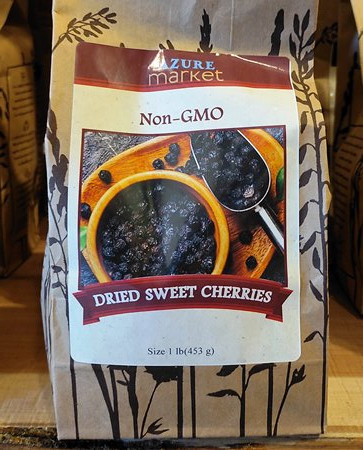 AZURE
market
Non-GMO
DRIED SWEET CHERRIES
Size 1 lb(453 g)